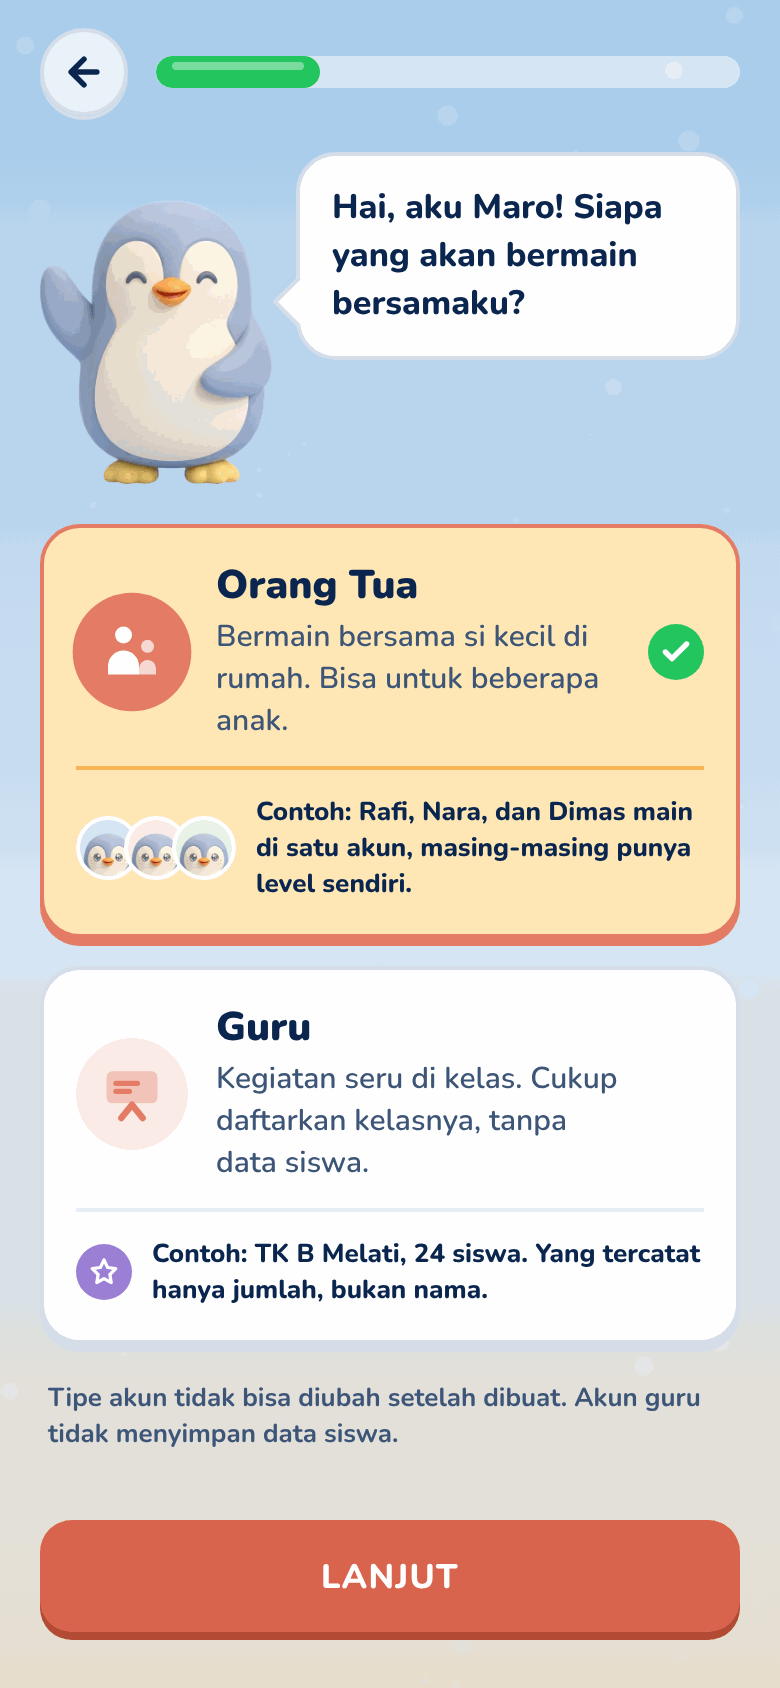 Hai, aku Maro! Siapa
yang akan bermain
bersamaku?
Orang Tua
Bermain bersama si kecil di
rumah. Bisa untuk beberapa
anak.
Contoh: Rafi, Nara, dan Dimas main
di satu akun, masing-masing punya
level sendiri.
Guru
Kegiatan seru di kelas. Cukup
daftarkan kelasnya, tanpa
data siswa.
Contoh: TK B Melati, 24 siswa. Yang tercatat
hanya jumlah, bukan nama.
Tipe akun tidak bisa diubah setelah dibuat. Akun guru
tidak menyimpan data siswa.
LANJUT